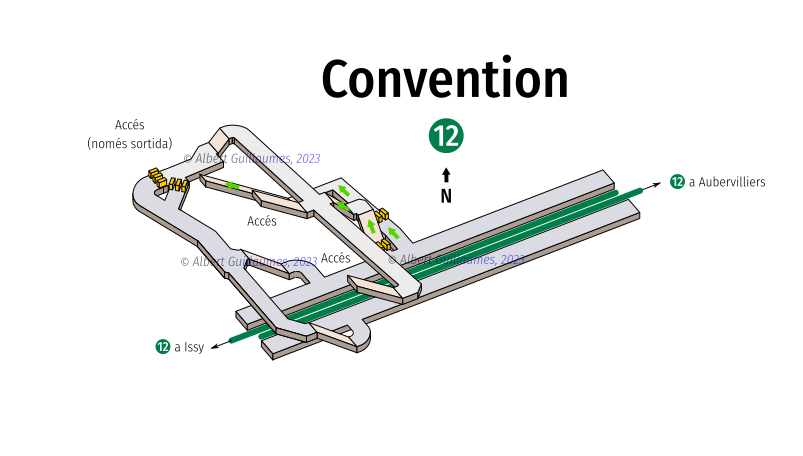 Convention
12
Accés
(només sortida)
© Albert Guillaumes, 2023
N
12 a Aubervilliers
Accés
Accés
© Albert Guillaumes, 2023
© Albert Guillaumes, 2023
12 a Issy